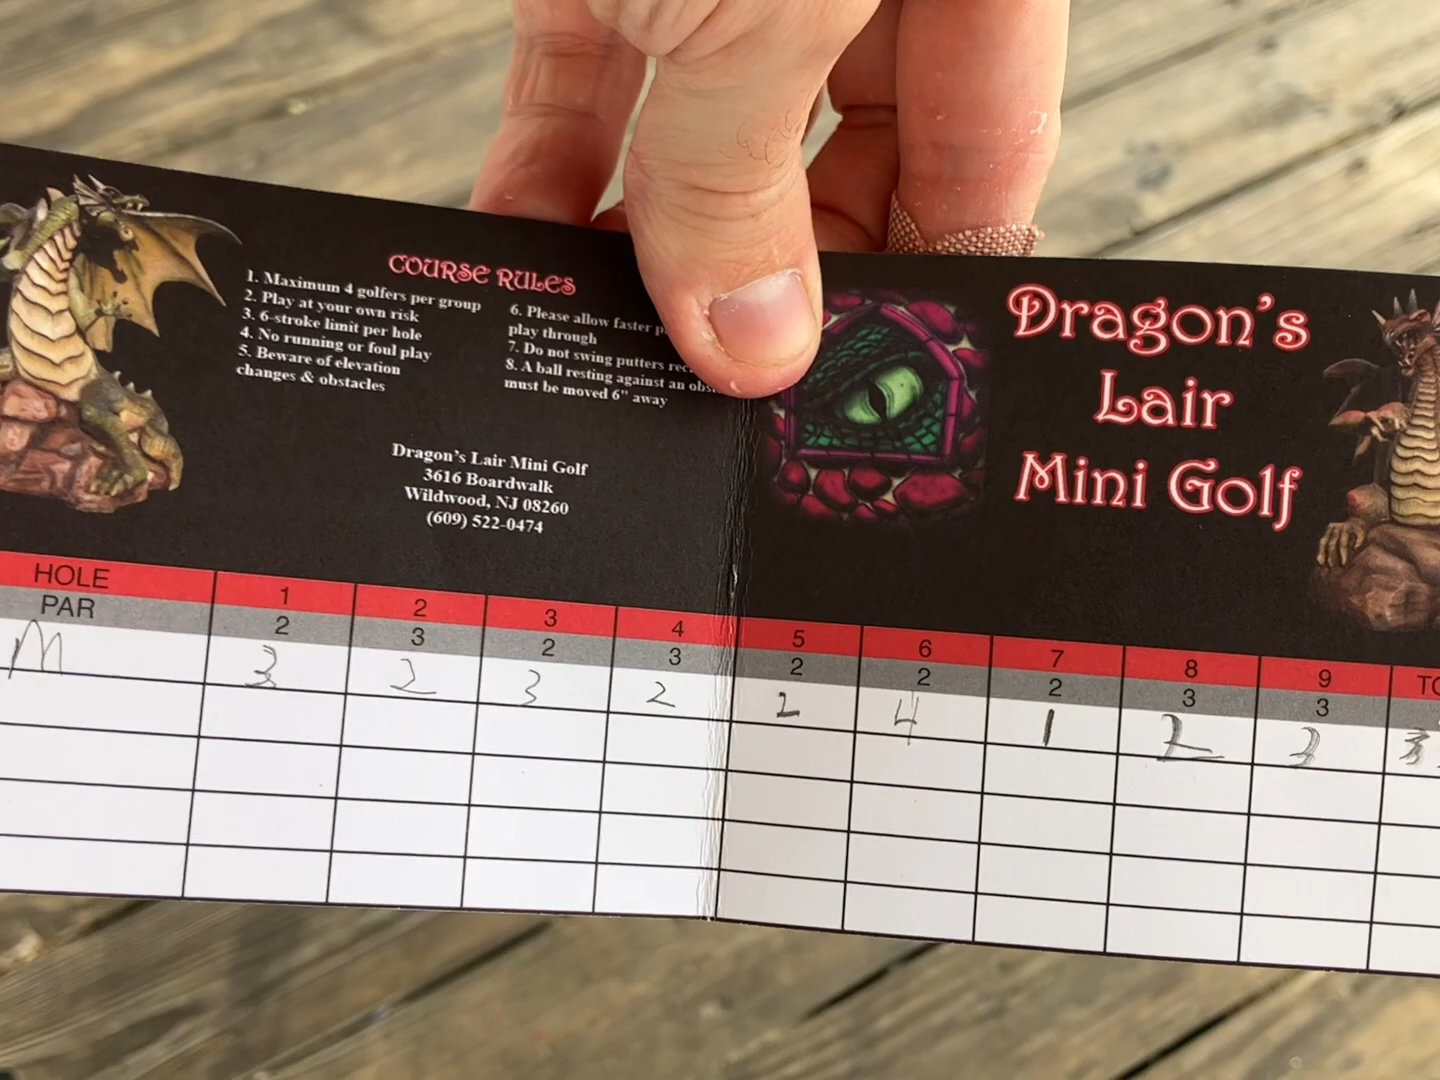 COURSE RULES
1. Maximum 4 golfers per group
2. Play at your own risk
3. 6-stroke limit per hole
4. No running or foul play
5. Beware of elevation
changes & obstacles
6. Please allow faster
play through
7. Do not swing putters
8. A ball resting against an
must be moved 6" away
Dragon's Lair Mini Golf
3616 Boardwalk
Wildwood, NJ 08260
(609) 522-0474
Dragon's
Lair
Mini Golf
HOLE 1 2 3 4 5 6 7 8 9
PAR 2 3 2 3 2 2 2 3 3
M 3 2 3 2 2 4 1 2 3